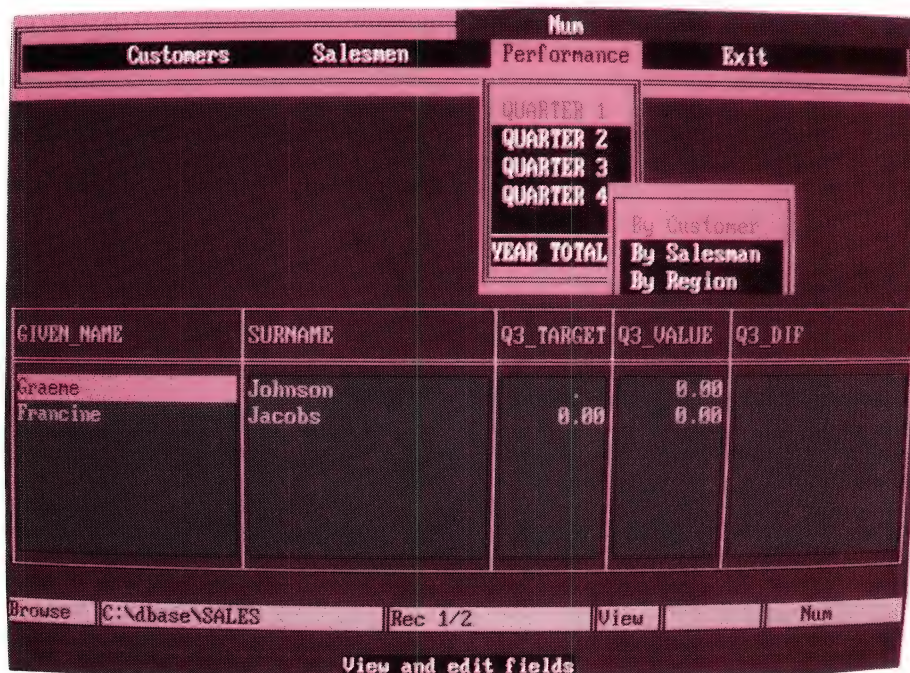 Num
Customers Salesmen Performance Exit
QUARTER 1
QUARTER 2
QUARTER 3
QUARTER 4
YEAR TOTAL
By Customer
By Salesman
By Region
GIVEN_NAME SURNAME Q3_TARGET Q3_VALUE Q3_DIF
Graeme Johnson . 0.00
Francine Jacobs 0.00 0.00
Browse C:\dbase\SALES Rec 1/2 View Num
View and edit fields